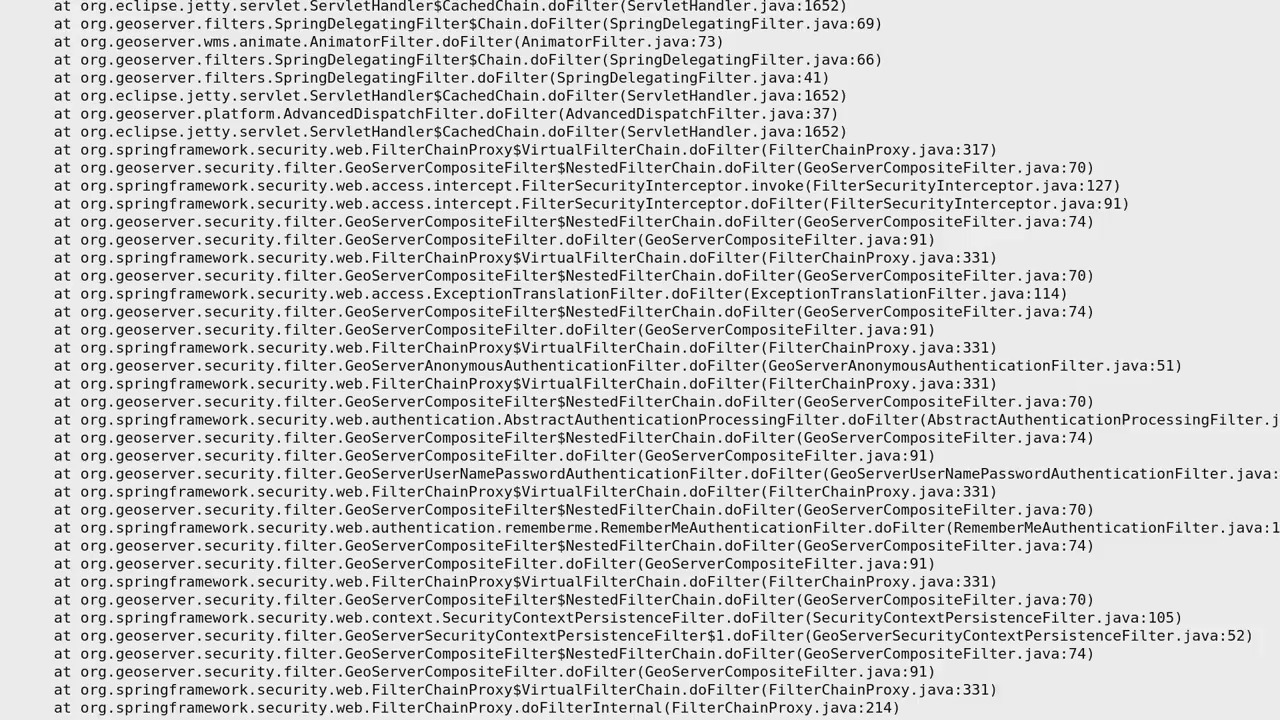 at org.eclipse.jetty.servlet.ServletHandler$CachedChain.doFilter(ServletHandler.java:1652)
at org.geoserver.filters.SpringDelegatingFilter$Chain.doFilter(SpringDelegatingFilter.java:69)
at org.geoserver.wms.animate.AnimatorFilter.doFilter(AnimatorFilter.java:73)
at org.geoserver.filters.SpringDelegatingFilter$Chain.doFilter(SpringDelegatingFilter.java:66)
at org.geoserver.filters.SpringDelegatingFilter.doFilter(SpringDelegatingFilter.java:41)
at org.eclipse.jetty.servlet.ServletHandler$CachedChain.doFilter(ServletHandler.java:1652)
at org.geoserver.platform.AdvancedDispatchFilter.doFilter(AdvancedDispatchFilter.java:37)
at org.eclipse.jetty.servlet.ServletHandler$CachedChain.doFilter(ServletHandler.java:1652)
at org.springframework.security.web.FilterChainProxy$VirtualFilterChain.doFilter(FilterChainProxy.java:317)
at org.geoserver.security.filter.GeoServerCompositeFilter$NestedFilterChain.doFilter(GeoServerCompositeFilter.java:70)
at org.springframework.security.web.access.intercept.FilterSecurityInterceptor.invoke(FilterSecurityInterceptor.java:127)
at org.springframework.security.web.access.intercept.FilterSecurityInterceptor.doFilter(FilterSecurityInterceptor.java:91)
at org.geoserver.security.filter.GeoServerCompositeFilter$NestedFilterChain.doFilter(GeoServerCompositeFilter.java:74)
at org.geoserver.security.filter.GeoServerCompositeFilter.doFilter(GeoServerCompositeFilter.java:91)
at org.springframework.security.web.FilterChainProxy$VirtualFilterChain.doFilter(FilterChainProxy.java:331)
at org.geoserver.security.filter.GeoServerCompositeFilter$NestedFilterChain.doFilter(GeoServerCompositeFilter.java:70)
at org.springframework.security.web.access.ExceptionTranslationFilter.doFilter(ExceptionTranslationFilter.java:114)
at org.geoserver.security.filter.GeoServerCompositeFilter$NestedFilterChain.doFilter(GeoServerCompositeFilter.java:74)
at org.geoserver.security.filter.GeoServerCompositeFilter.doFilter(GeoServerCompositeFilter.java:91)
at org.springframework.security.web.FilterChainProxy$VirtualFilterChain.doFilter(FilterChainProxy.java:331)
at org.geoserver.security.filter.GeoServerAnonymousAuthenticationFilter.doFilter(GeoServerAnonymousAuthenticationFilter.java:51)
at org.springframework.security.web.FilterChainProxy$VirtualFilterChain.doFilter(FilterChainProxy.java:331)
at org.geoserver.security.filter.GeoServerCompositeFilter$NestedFilterChain.doFilter(GeoServerCompositeFilter.java:70)
at org.springframework.security.web.authentication.AbstractAuthenticationProcessingFilter.doFilter(AbstractAuthenticationProcessingFilter.j
at org.geoserver.security.filter.GeoServerCompositeFilter$NestedFilterChain.doFilter(GeoServerCompositeFilter.java:74)
at org.geoserver.security.filter.GeoServerCompositeFilter.doFilter(GeoServerCompositeFilter.java:91)
at org.geoserver.security.filter.GeoServerUserNamePasswordAuthenticationFilter.doFilter(GeoServerUserNamePasswordAuthenticationFilter.java:
at org.springframework.security.web.FilterChainProxy$VirtualFilterChain.doFilter(FilterChainProxy.java:331)
at org.geoserver.security.filter.GeoServerCompositeFilter$NestedFilterChain.doFilter(GeoServerCompositeFilter.java:70)
at org.springframework.security.web.authentication.rememberme.RememberMeAuthenticationFilter.doFilter(RememberMeAuthenticationFilter.java:1
at org.geoserver.security.filter.GeoServerCompositeFilter$NestedFilterChain.doFilter(GeoServerCompositeFilter.java:74)
at org.geoserver.security.filter.GeoServerCompositeFilter.doFilter(GeoServerCompositeFilter.java:91)
at org.springframework.security.web.FilterChainProxy$VirtualFilterChain.doFilter(FilterChainProxy.java:331)
at org.geoserver.security.filter.GeoServerCompositeFilter$NestedFilterChain.doFilter(GeoServerCompositeFilter.java:70)
at org.springframework.security.web.context.SecurityContextPersistenceFilter.doFilter(SecurityContextPersistenceFilter.java:105)
at org.geoserver.security.filter.GeoServerSecurityContextPersistenceFilter$1.doFilter(GeoServerSecurityContextPersistenceFilter.java:52)
at org.geoserver.security.filter.GeoServerCompositeFilter$NestedFilterChain.doFilter(GeoServerCompositeFilter.java:74)
at org.geoserver.security.filter.GeoServerCompositeFilter.doFilter(GeoServerCompositeFilter.java:91)
at org.springframework.security.web.FilterChainProxy$VirtualFilterChain.doFilter(FilterChainProxy.java:331)
at org.springframework.security.web.FilterChainProxy.doFilterInternal(FilterChainProxy.java:214)